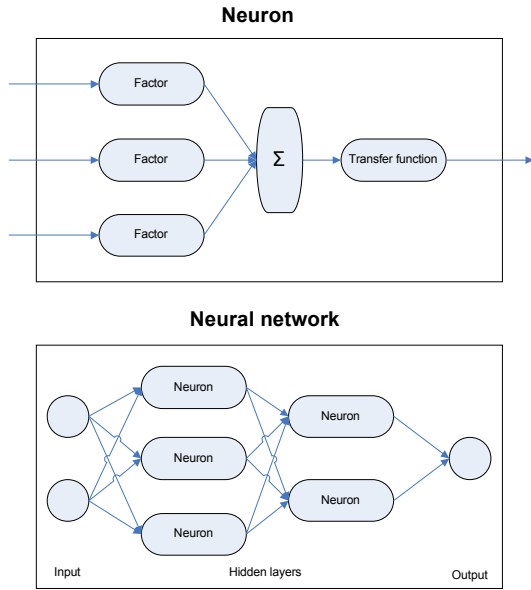 Neuron
Factor
Factor
Σ
Transfer function
Factor
Neural network
Neuron
Neuron
Neuron
Neuron
Neuron
Input
Hidden layers
Output